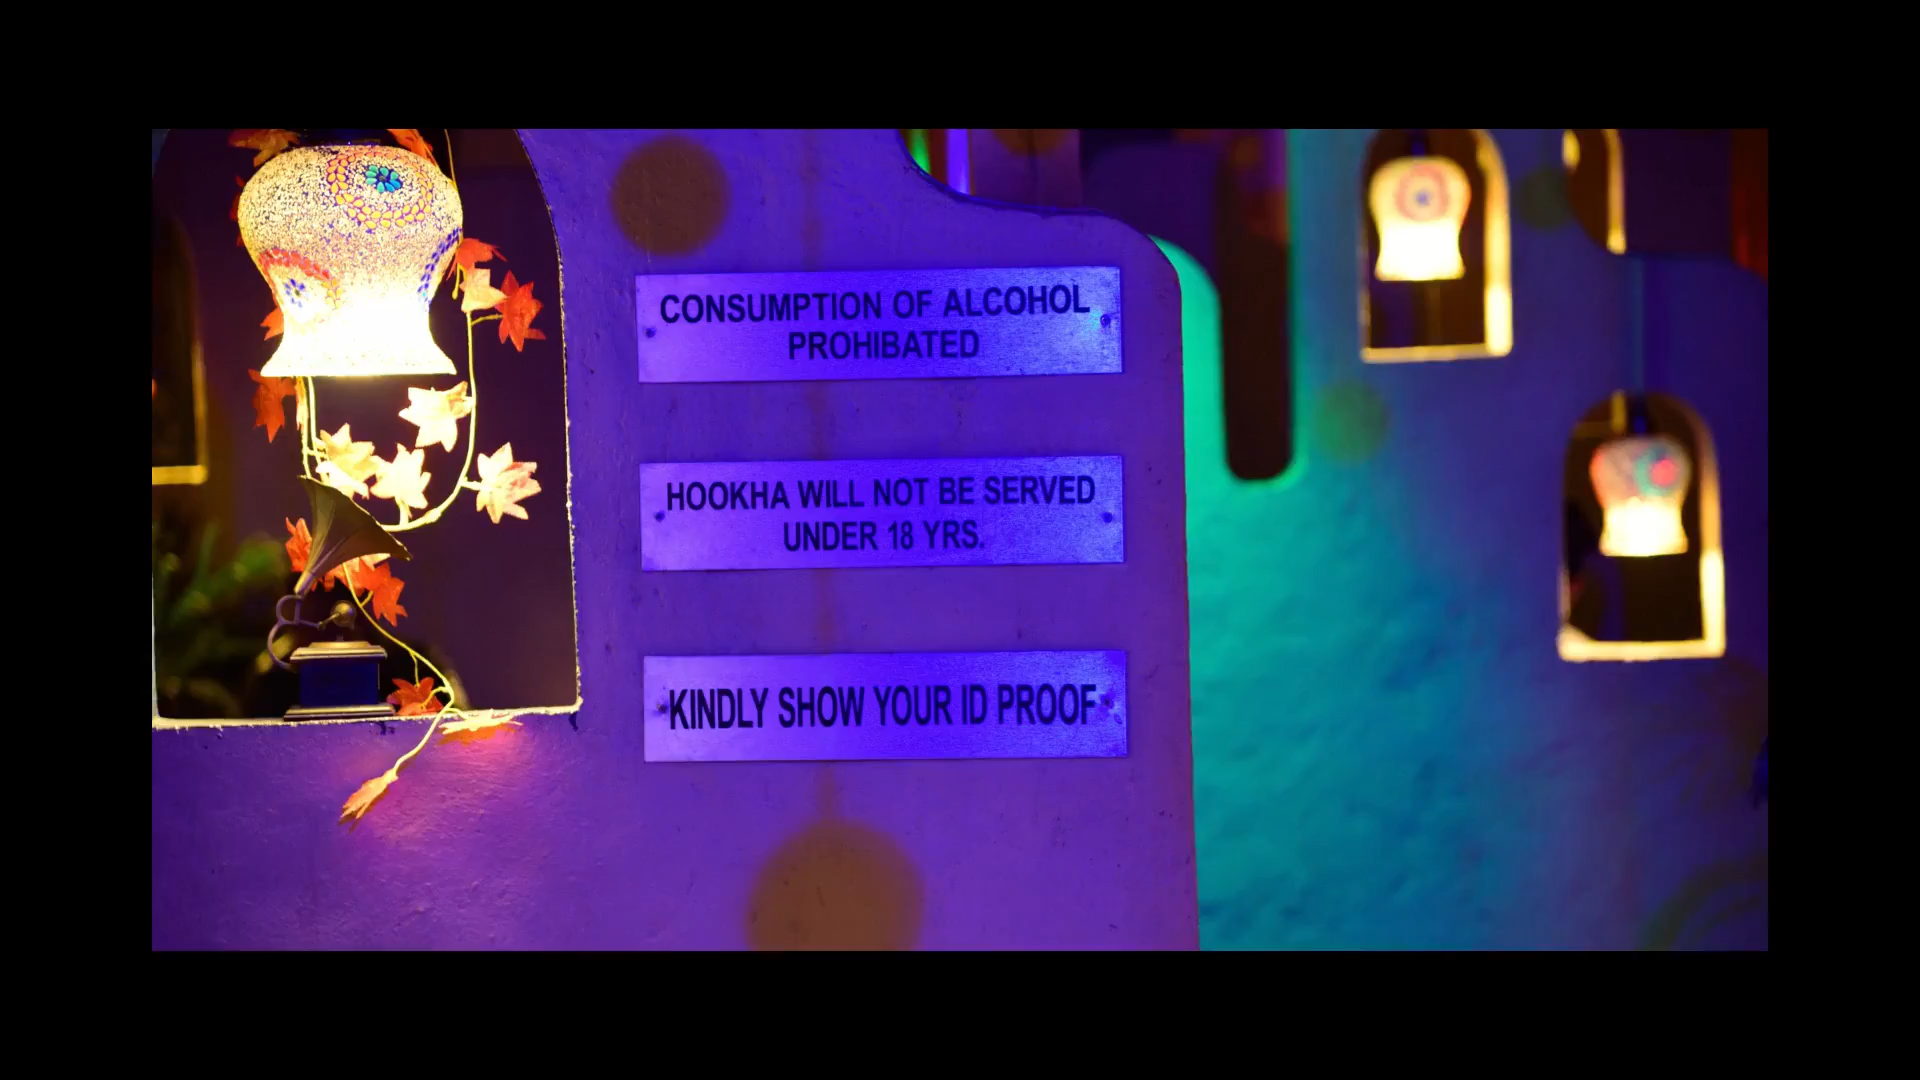 CONSUMPTION OF ALCOHOL
PROHIBATED
HOOKHA WILL NOT BE SERVED
UNDER 18 YRS.
KINDLY SHOW YOUR ID PROOF